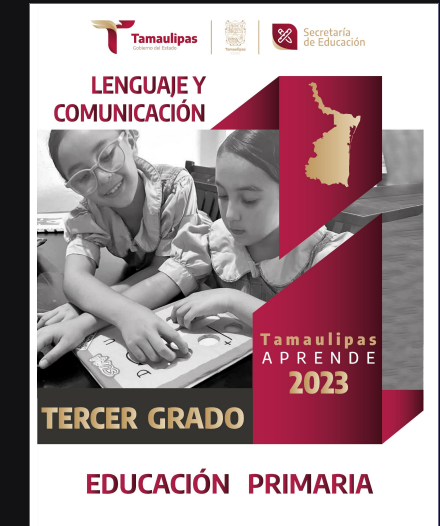 Tamaulipas
Gobierno del Estado
Tamaulipas
Secretaría
de Educación
LENGUAJE Y
COMUNICACIÓN
Tamaulipas
APRENDE
2023
TERCER GRADO
EDUCACIÓN PRIMARIA